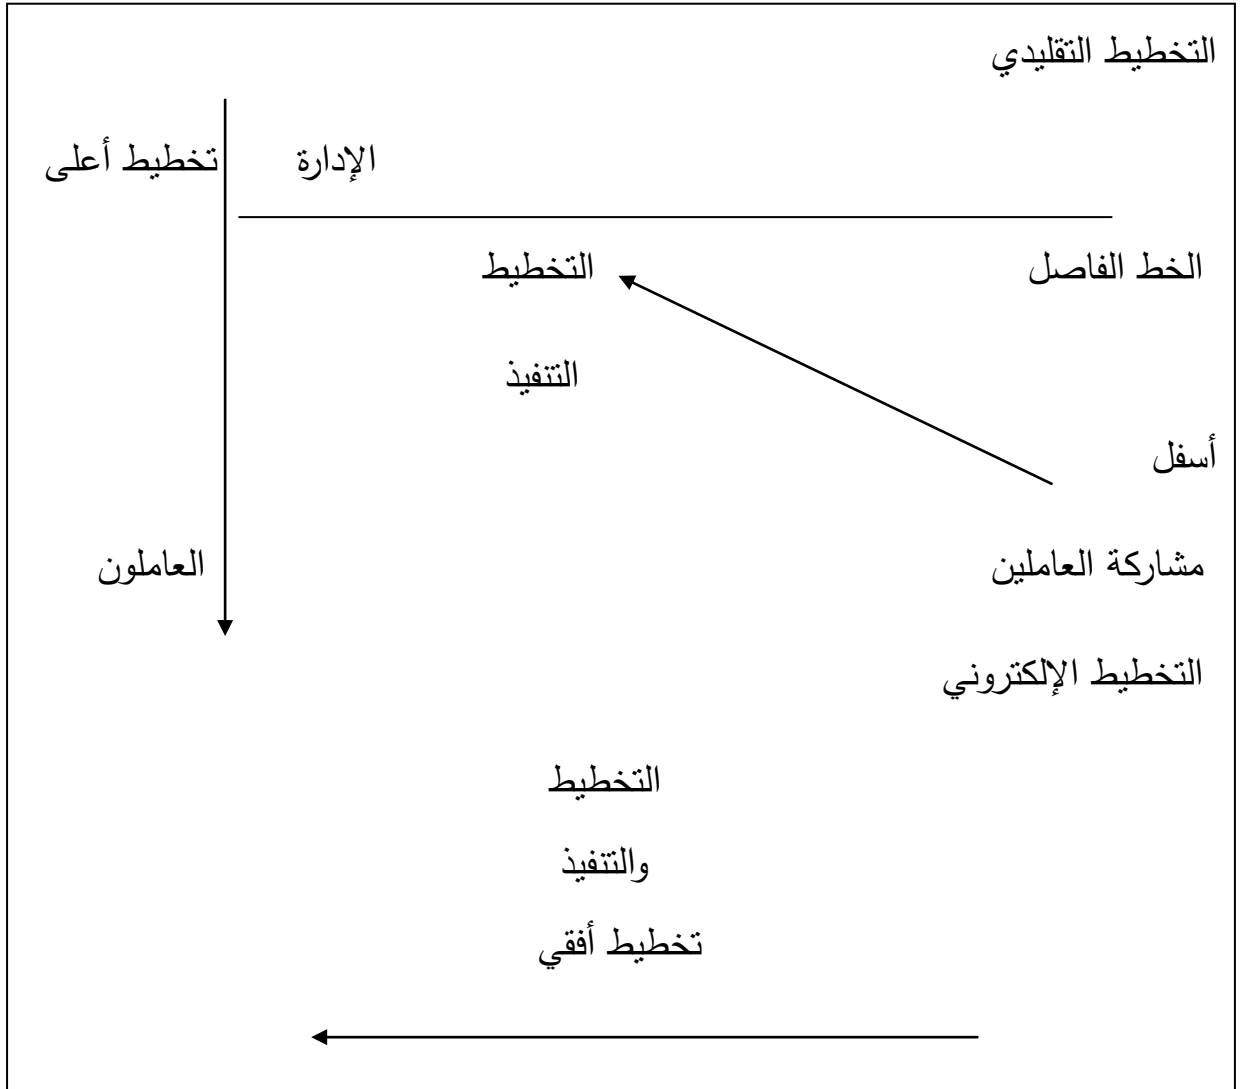 التخطيط التقليدي
الإدارة تخطيط أعلى
الخط الفاصل التخطيط
التنفيذ
أسفل
مشاركة العاملين العاملون
التخطيط الإلكتروني
التخطيط
والتنفيذ
تخطيط أفقي